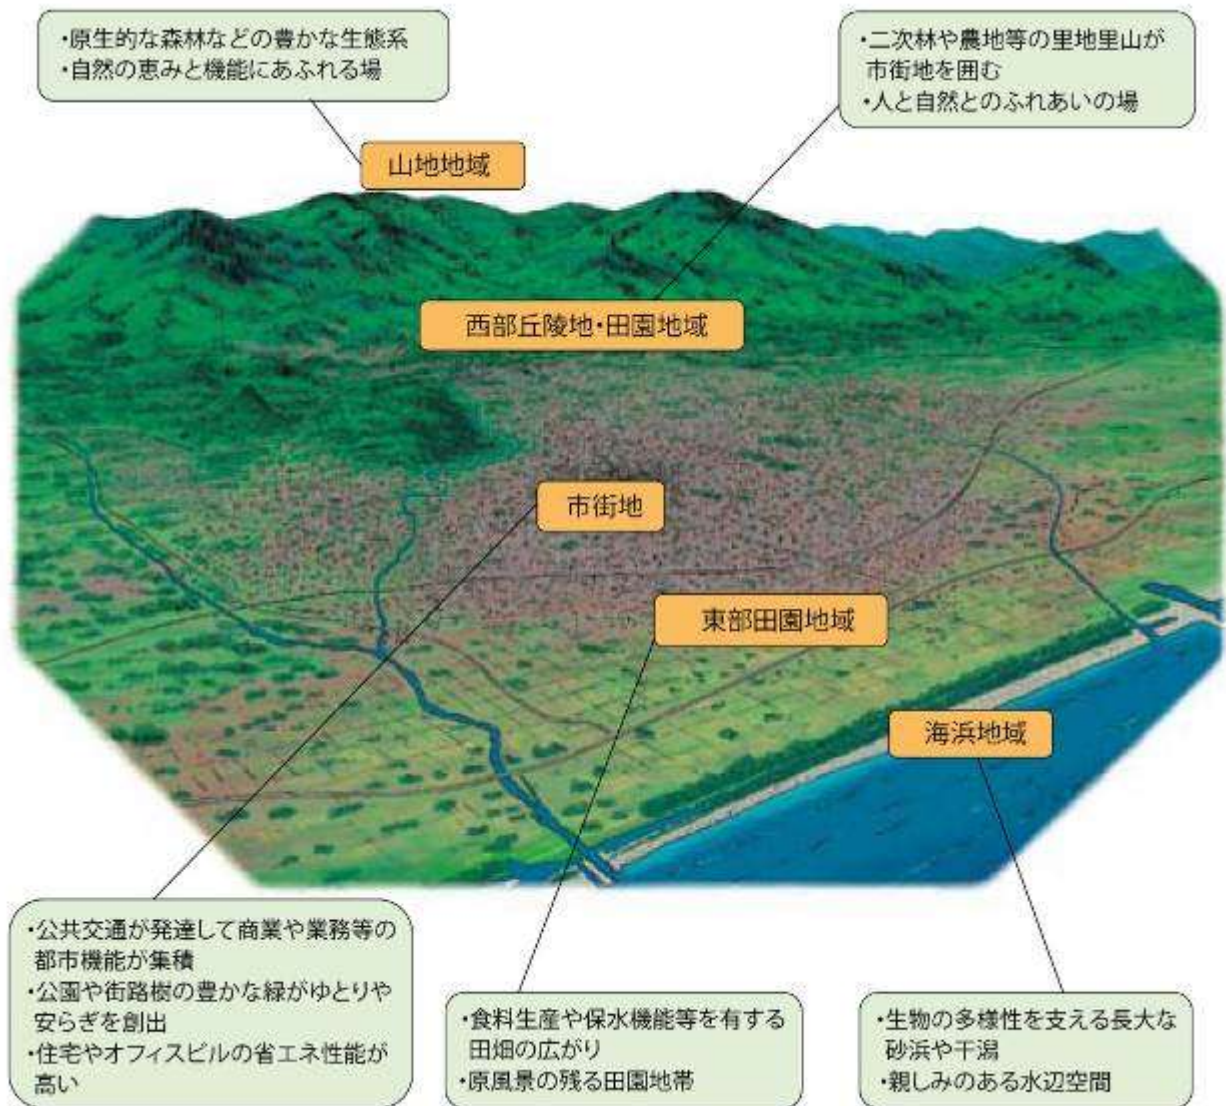 ・原生的な森林などの豊かな生態系
・自然の恵みと機能にあふれる場
・二次林や農地等の里地里山が
市街地を囲む
・人と自然とのふれあいの場
山地地域
西部丘陵地・田園地域
市街地
東部田園地域
海浜地域
・公共交通が発達して商業や業務等の
都市機能が集積
・公園や街路樹の豊かな緑がゆとりや
安らぎを創出
・住宅やオフィスビルの省エネ性能が
高い
・食料生産や保水機能等を有する
田畑の広がり
・原風景の残る田園地帯
・生物の多様性を支える長大な
砂浜や干潟
・親しみのある水辺空間